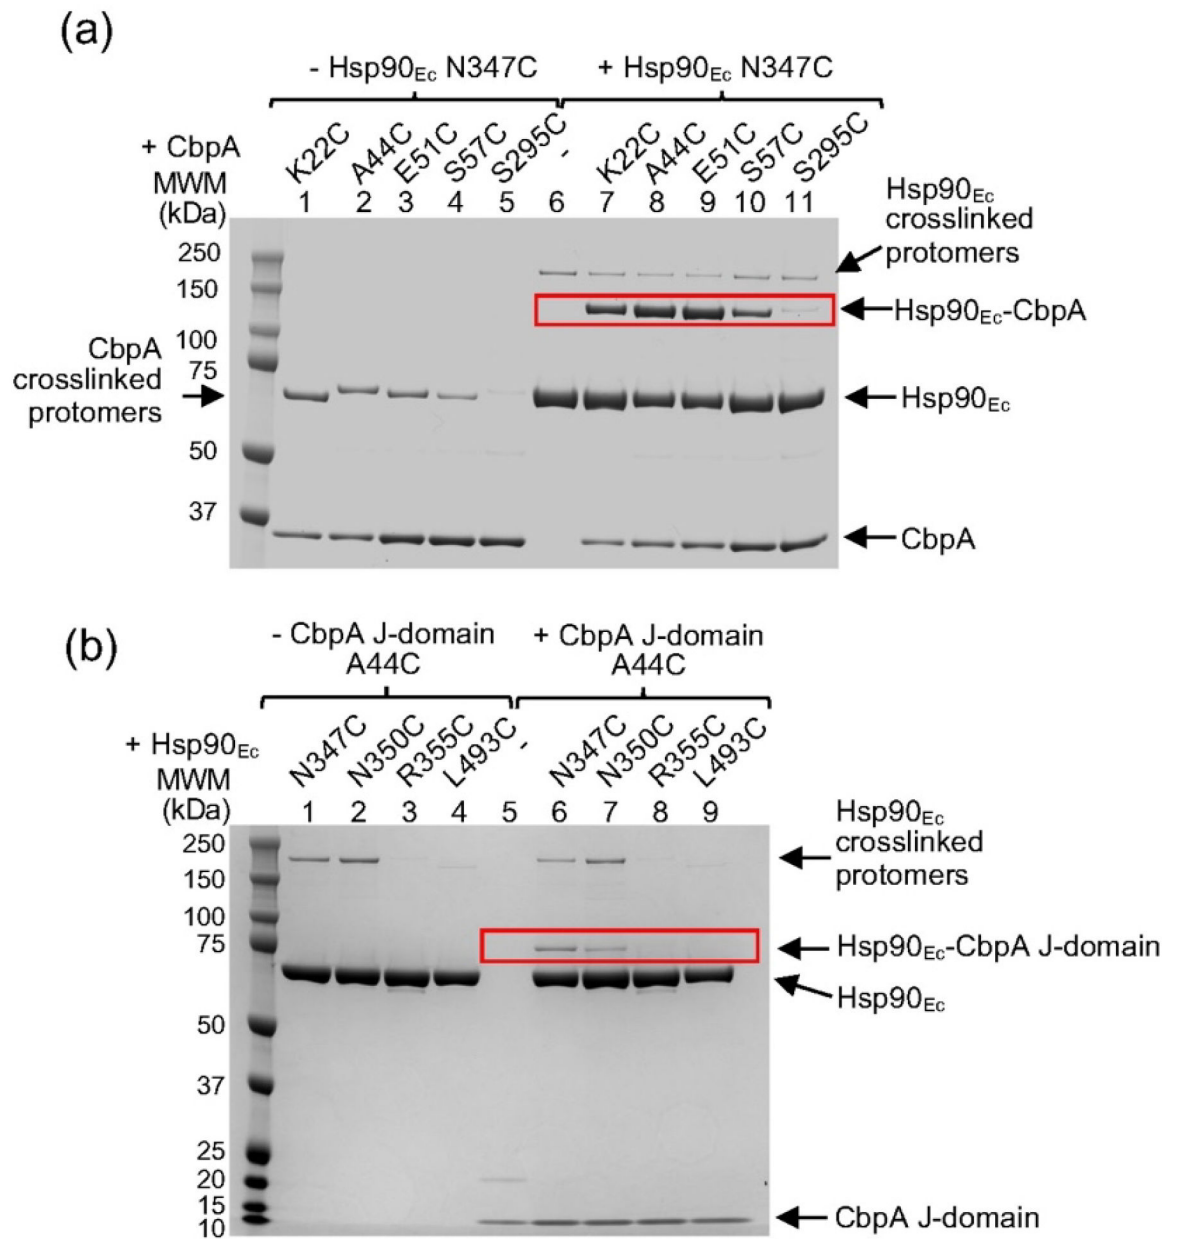 (a)
- Hsp90Ec N347C
+ Hsp90Ec N347C
+ CbpA
K22C
A44C
E51C
S57C
S295C
-
K22C
A44C
E51C
S57C
S295C
MWM
(kDa)
1 2 3 4 5 6 7 8 9 10 11
Hsp90Ec
crosslinked
protomers
250
150
100
75
50
37
Hsp90Ec-CbpA
CbpA
crosslinked
protomers
Hsp90Ec
CbpA
(b)
- CbpA J-domain
A44C
+ CbpA J-domain
A44C
+ Hsp90Ec
N347C
N350C
R355C
L493C
-
N347C
N350C
R355C
L493C
MWM
(kDa)
1 2 3 4 5 6 7 8 9
Hsp90Ec
crosslinked
protomers
250
150
100
75
50
37
25
20
15
10
Hsp90Ec-CbpA J-domain
Hsp90Ec
CbpA J-domain